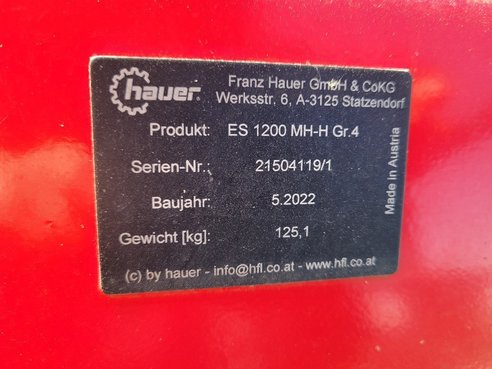 hauer®
Franz Hauer GmbH & CoKG
Werksstr, 6, A-3125 Statzendorf
Produkt: ES 1200 MH-H Gr.4
Serien-Nr.: 21504119/1
Baujahr: 5.2022
Gewicht [kg]: 125,1
Made in Austria
(c) by hauer - info@hfl.co.at - www.hfl.co.at